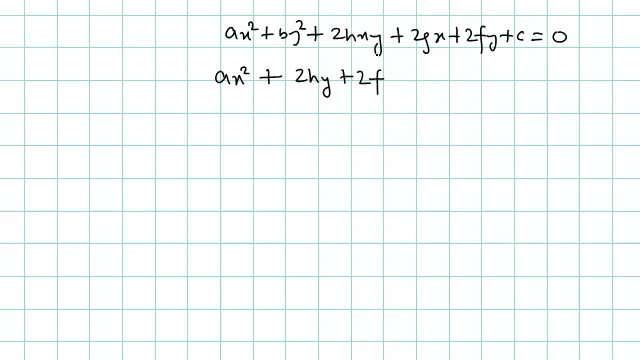 ax² + by² + 2hxy + 2gx + 2fy + c = 0
ax² + 2hy + 2f